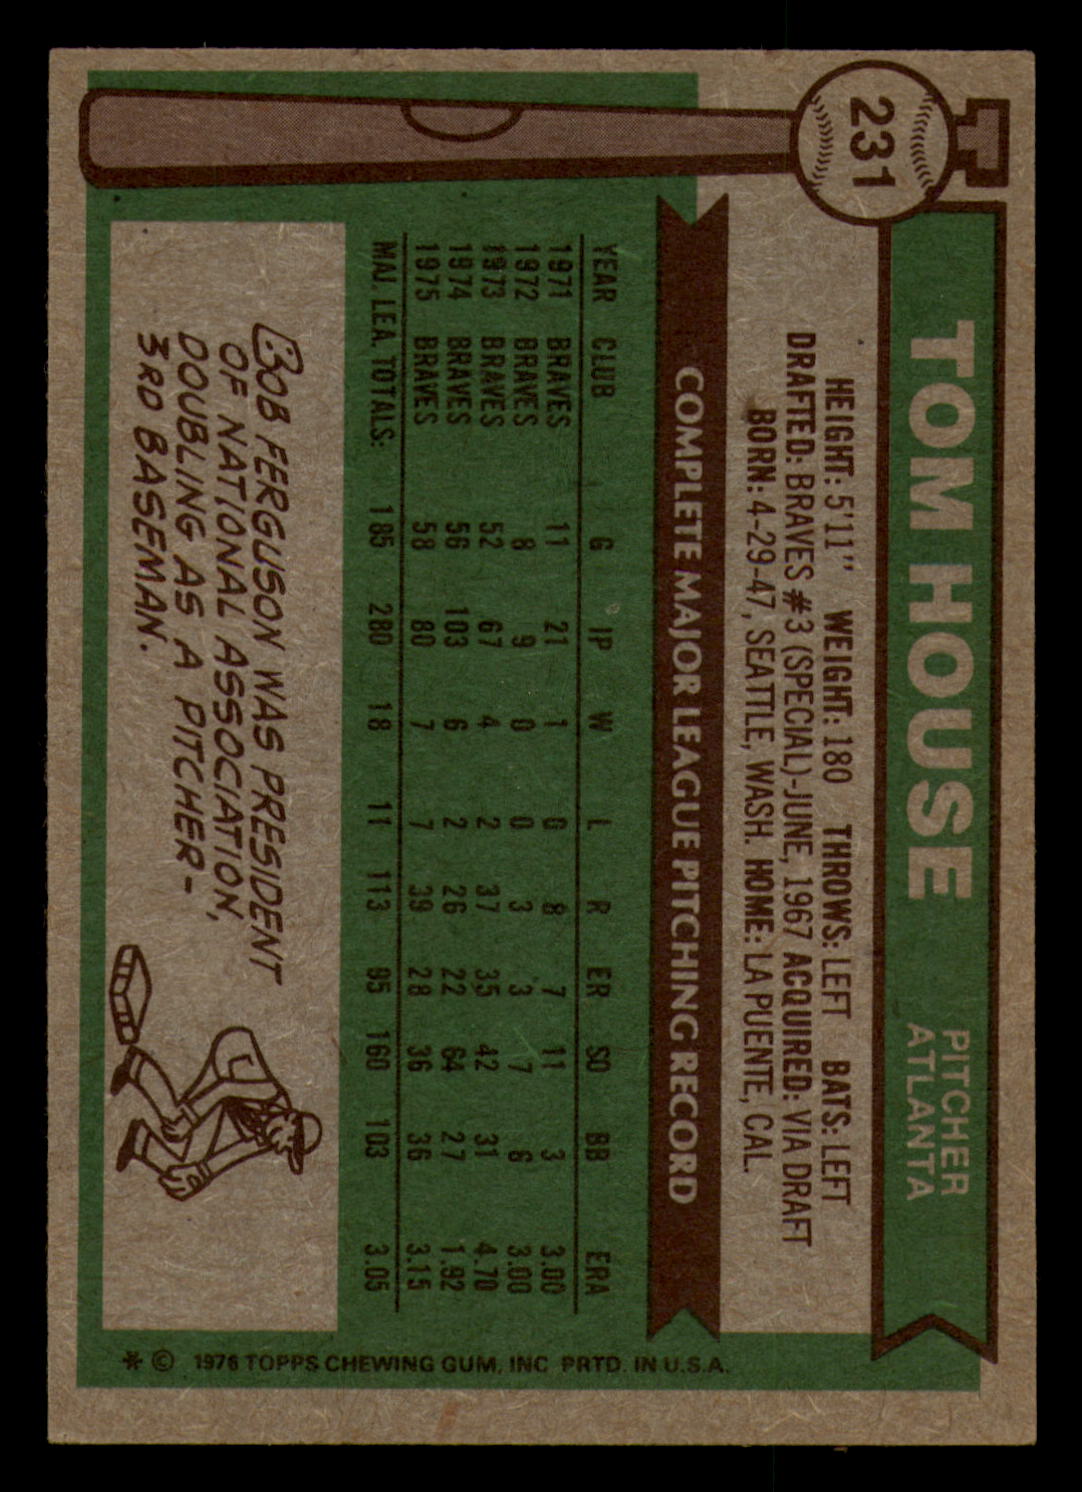 231
T
TOM HOUSE
PITCHER
ATLANTA
HEIGHT: 5'11" WEIGHT: 180 THROWS: LEFT BATS: LEFT
DRAFTED: BRAVES #3 (SPECIAL)-JUNE, 1967 ACQUIRED: VIA DRAFT
BORN: 4-29-47, SEATTLE, WASH. HOME: LA PUENTE, CAL.
COMPLETE MAJOR LEAGUE PITCHING RECORD
YEAR CLUB G IP W L R ER SO BB ERA
1971 BRAVES 11 21 1 0 8 7 11 3 3.00
1972 BRAVES 8 9 0 0 3 3 7 6 3.00
1973 BRAVES 52 67 4 2 37 35 42 31 4.70
1974 BRAVES 56 103 6 2 26 22 64 27 1.92
1975 BRAVES 58 80 7 7 39 28 36 36 3.15
MAJ. LEA. TOTALS: 185 280 18 11 113 95 160 103 3.05
BOB FERGUSON WAS PRESIDENT
OF NATIONAL ASSOCIATION,
DOUBLING AS A PITCHER-
3RD BASEMAN.
* © 1976 TOPPS CHEWING GUM, INC PRTD. IN U.S.A.